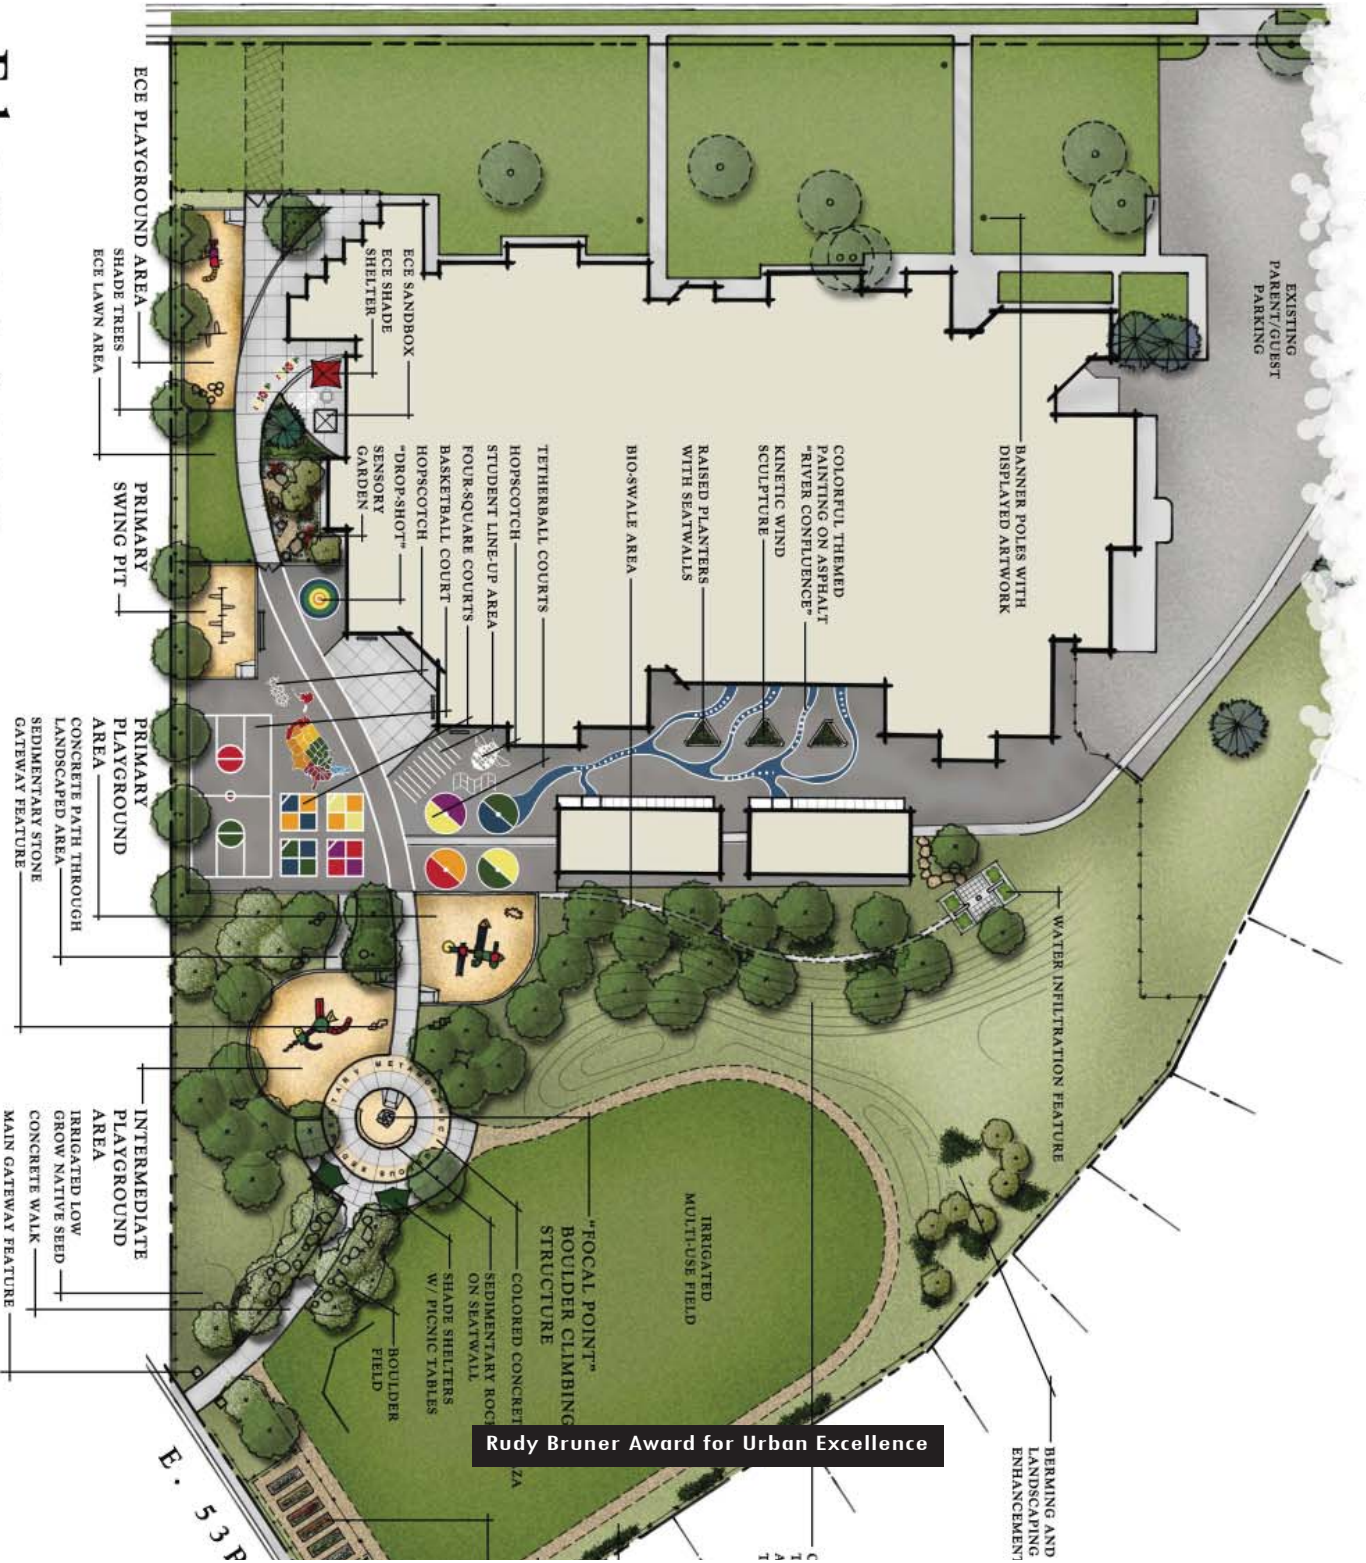 EXISTING
PARENT/GUEST
PARKING
BANNER POLES WITH
DISPLAYED ARTWORK
COLORFUL THEMED
PAINTING ON ASPHALT
"RIVER CONFLUENCE"
KINETIC WIND
SCULPTURE
RAISED PLANTERS
WITH SEATWALLS
BIO-SWALE AREA
TETHERBALL COURTS
HOPSCOTCH
STUDENT LINE-UP AREA
FOUR-SQUARE COURTS
BASKETBALL COURT
HOPSCOTCH
"DROP-SHOT"
SENSORY
GARDEN
ECE SANDBOX
ECE SHADE
SHELTER
ECE PLAYGROUND AREA
SHADE TREES
ECE LAWN AREA
PRIMARY
SWING PIT
PRIMARY
PLAYGROUND
AREA
CONCRETE PATH THROUGH
LANDSCAPED AREA
SEDIMENTARY STONE
GATEWAY FEATURE
INTERMEDIATE
PLAYGROUND
AREA
IRRIGATED LOW
GROW NATIVE SEED
CONCRETE WALK
MAIN GATEWAY FEATURE
WATER INFILTRATION FEATURE
IRRIGATED
MULTI-USE FIELD
"FOCAL POINT"
BOULDER CLIMBING
STRUCTURE
COLORED CONCRET
ZA
SEDIMENTARY ROC
ON SEATWALL
SHADE SHELTERS
W/ PICNIC TABLES
BOULDER
FIELD
BERMING AND
LANDSCAPING
ENHANCEMENT
E. 53R
Rudy Bruner Award for Urban Excellence